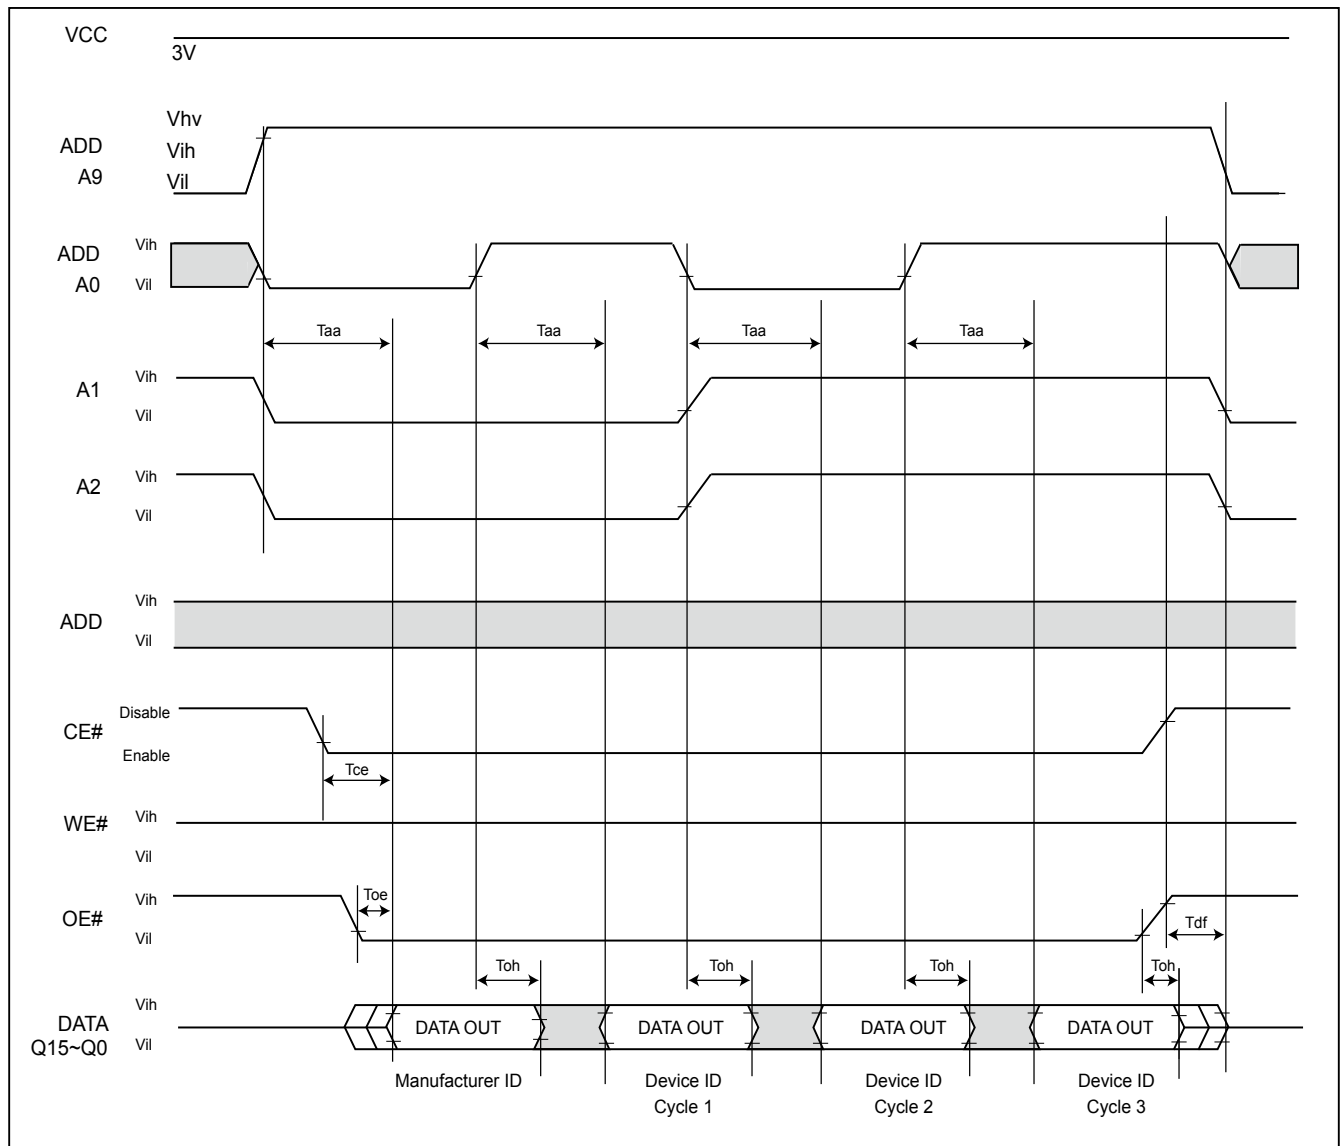 VCC
3V
Vhv
ADD
Vih
A9
Vil
ADD
Vih
A0
Vil
Taa Taa Taa Taa
A1
Vih
Vil
A2
Vih
Vil
ADD
Vih
Vil
CE#
Disable
Enable
Tce
WE#
Vih
Vil
OE#
Vih
Vil
Toe
Tdf
Toh Toh Toh Toh
DATA
Q15~Q0
Vih
Vil
DATA OUT DATA OUT DATA OUT DATA OUT
Manufacturer ID
Device ID
Cycle 1
Device ID
Cycle 2
Device ID
Cycle 3